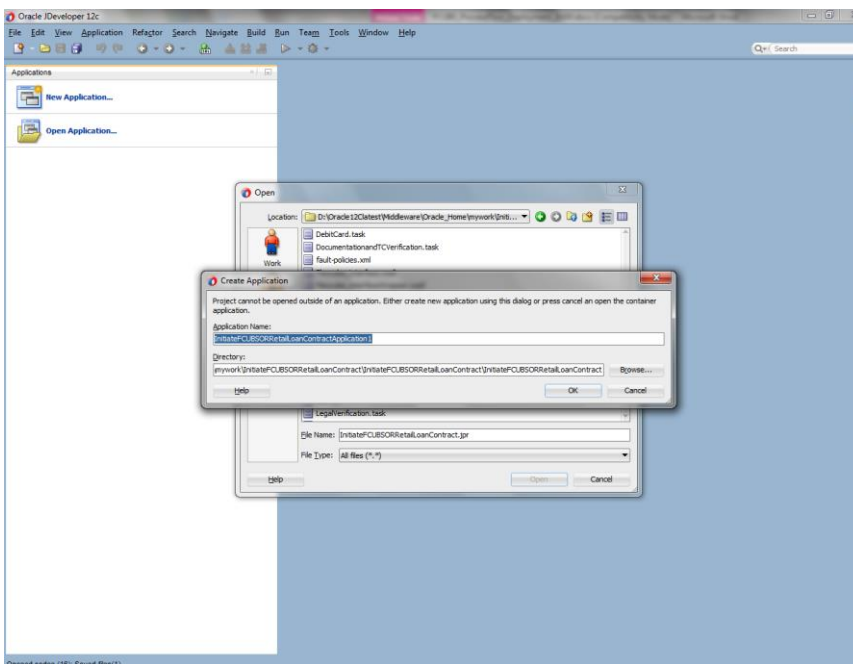 Oracle JDeveloper 12c
File Edit View Application Refactor Search Navigate Build Run Team Tools Window Help
Search
Applications
New Application...
Open Application...
Open
Location: D:\Oracle12Clatest\Middleware\Oracle_Home\mywork\Initi...
DebitCard.task
DocumentationandTCVerification.task
Work
fault-policies.xml
Create Application
Project cannot be opened outside of an application. Either create new application using this dialog or press cancel an open the container
application.
Application Name:
InitiateFCUBSORRetailLoanContractApplication1
Directory:
mywork\InitiateFCUBSORRetailLoanContract\InitiateFCUBSORRetailLoanContract\InitiateFCUBSORRetailLoanContract Browse...
Help OK Cancel
LegalVerification.task
File Name: InitiateFCUBSORRetailLoanContract.jpr
File Type: All files (*.*)
Help Open Cancel